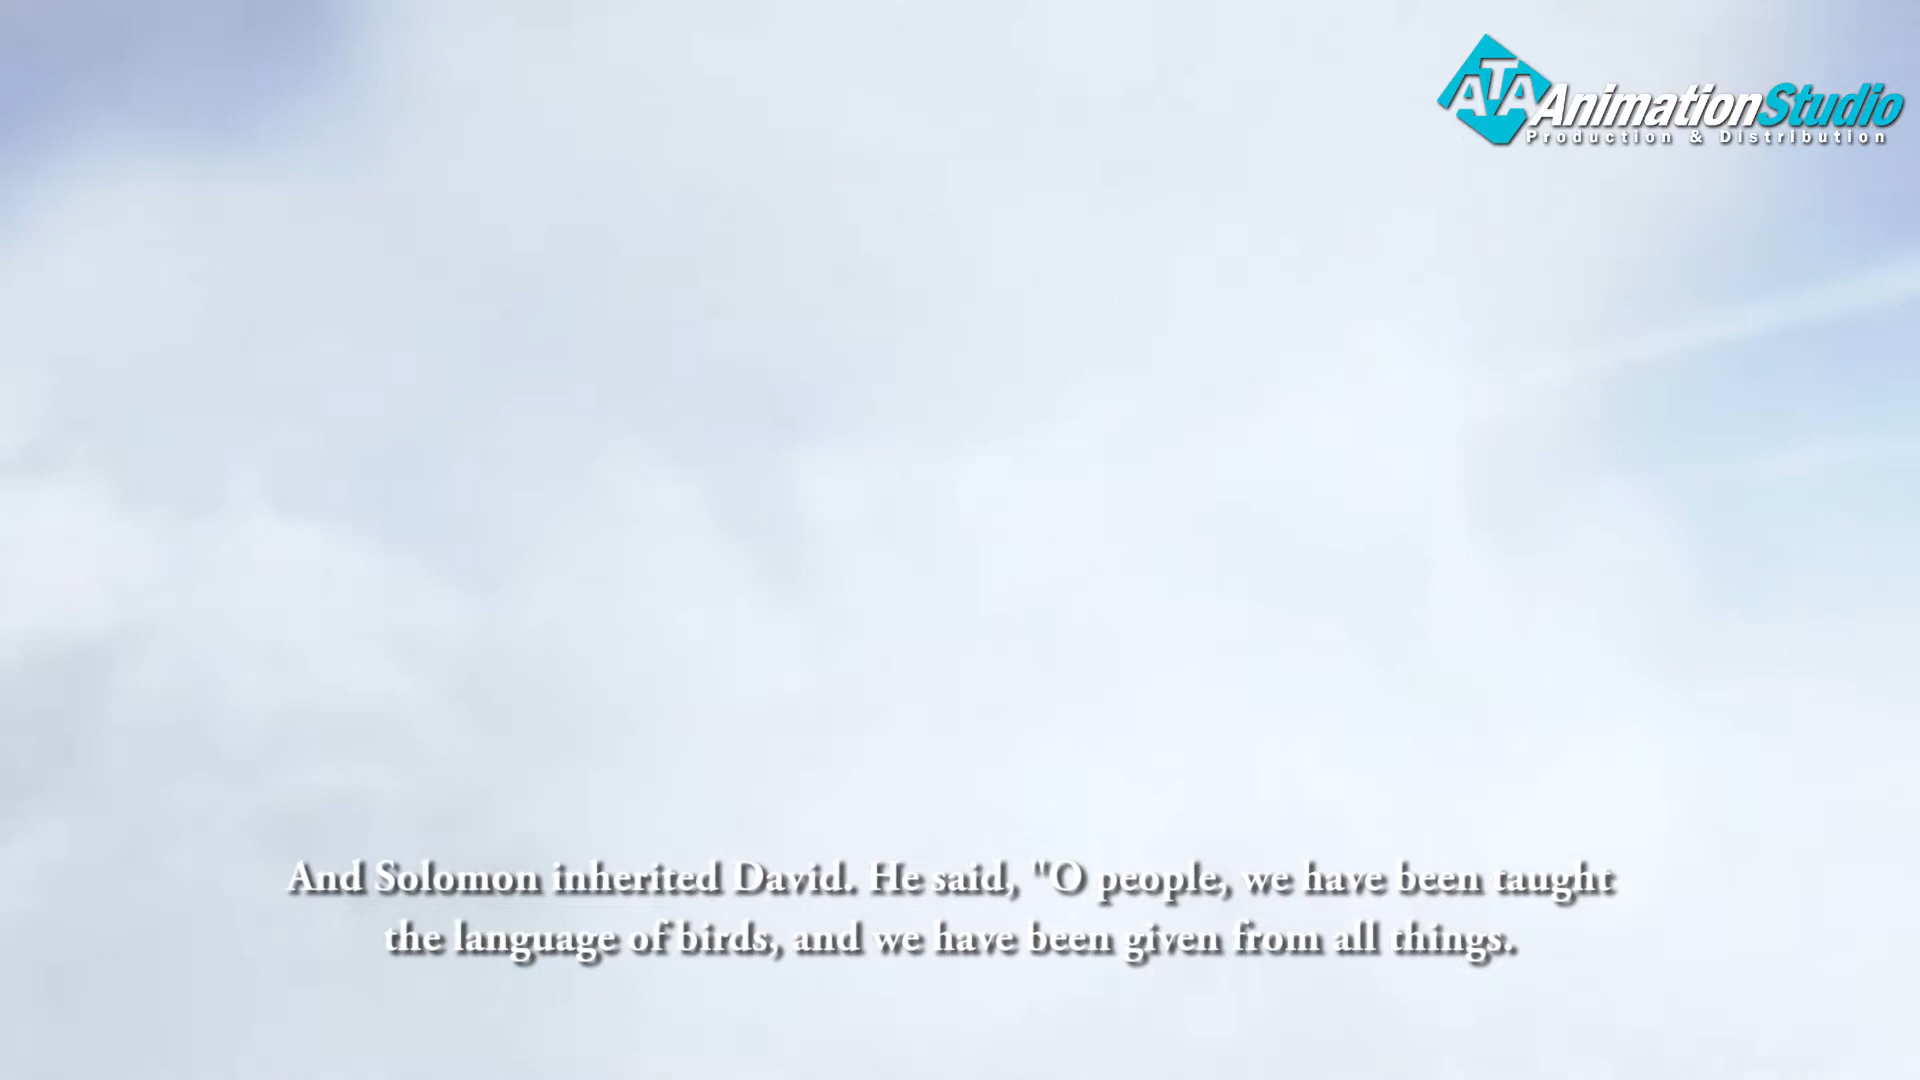 ATA AnimationStudio
Production & Distribution
And Solomon inherited David. He said, "O people, we have been taught
the language of birds, and we have been given from all things.